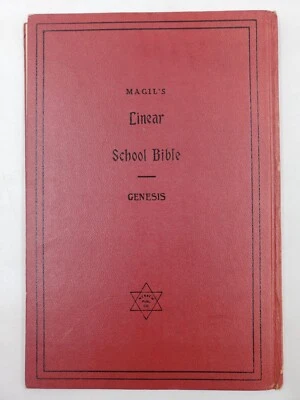 MAGIL'S
Linear
School Bible
GENESIS